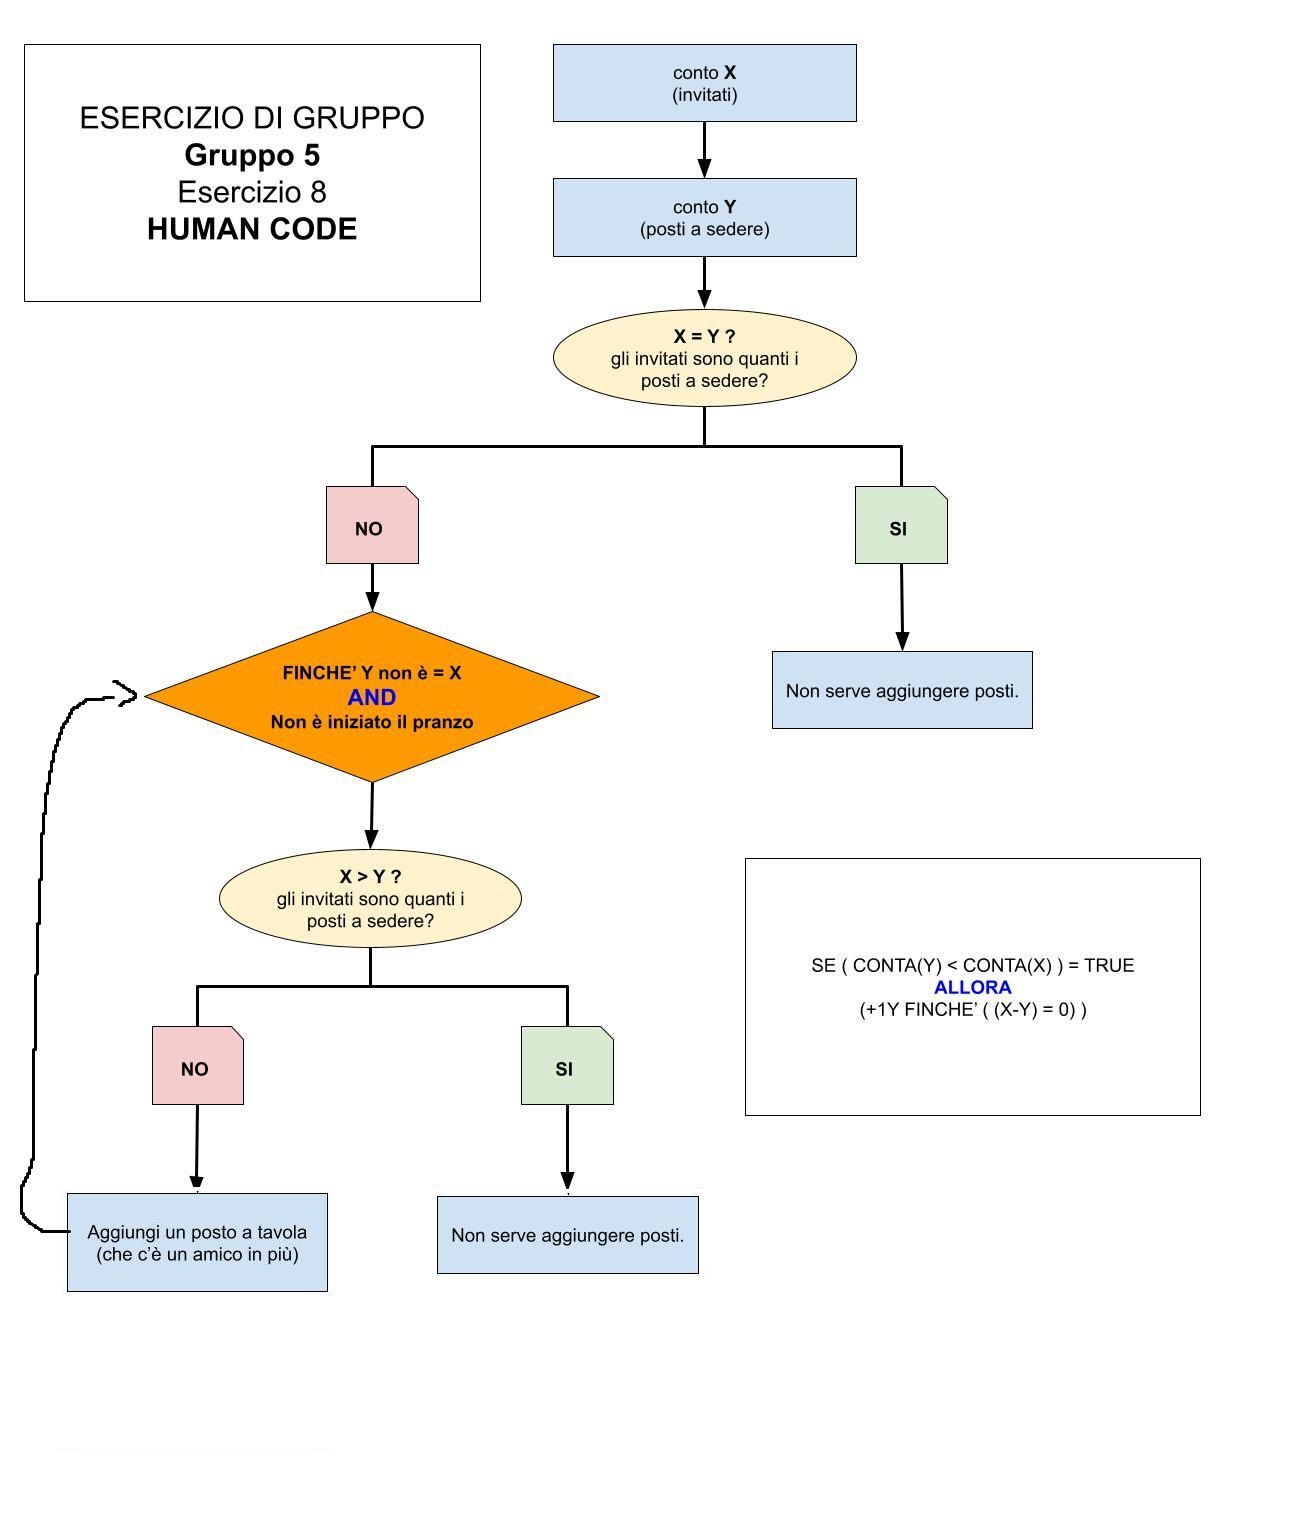 ESERCIZIO DI GRUPPO
Gruppo 5
Esercizio 8
HUMAN CODE
conto X
(invitati)
conto Y
(posti a sedere)
X = Y ?
gli invitati sono quanti i
posti a sedere?
NO
SI
FINCHE’ Y non è = X
AND
Non è iniziato il pranzo
Non serve aggiungere posti.
X > Y ?
gli invitati sono quanti i
posti a sedere?
SE ( CONTA(Y) < CONTA(X) ) = TRUE
ALLORA
(+1Y FINCHE’ ( (X-Y) = 0) )
NO
SI
Aggiungi un posto a tavola
(che c’è un amico in più)
Non serve aggiungere posti.